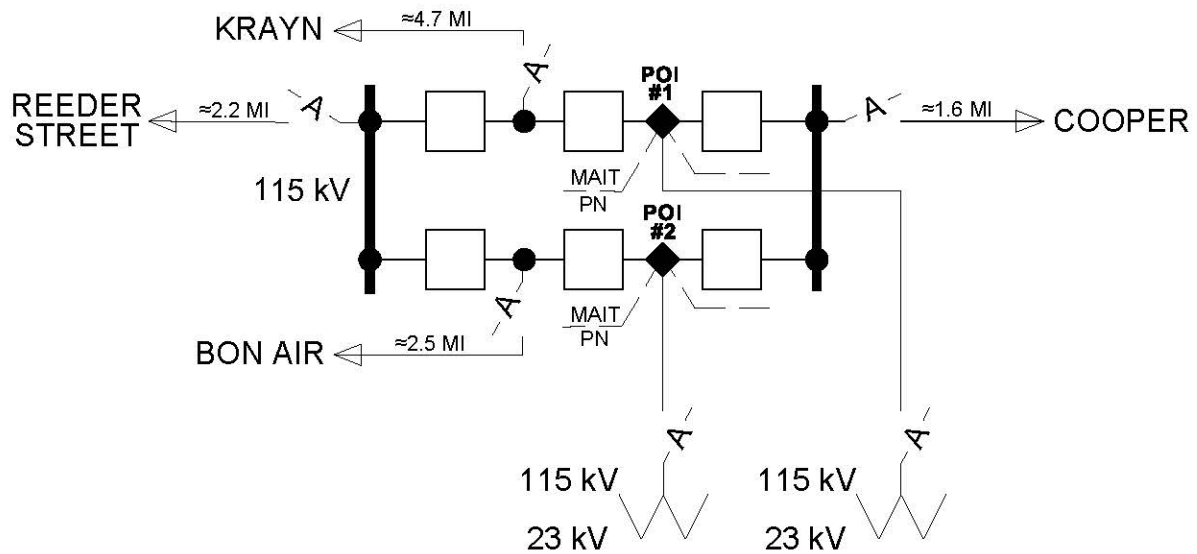 KRAYN
≈4.7 MI
A
POI
#1
REEDER
STREET
≈2.2 MI
A
A
≈1.6 MI
COOPER
MAIT
PN
115 kV
POI
#2
MAIT
PN
A
BON AIR
≈2.5 MI
A
A
115 kV
23 kV
115 kV
23 kV